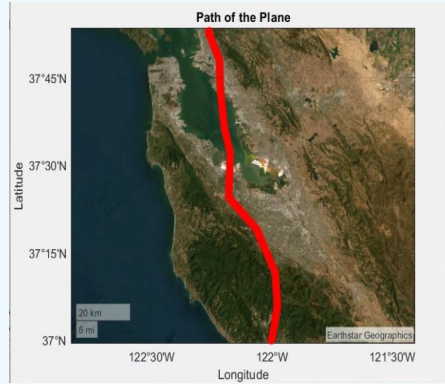 Path of the Plane
37°45'N
37°30'N
37°15'N
37°N
Latitude
20 km
5 mi
Earthstar Geographics
122°30'W
122°W
121°30'W
Longitude